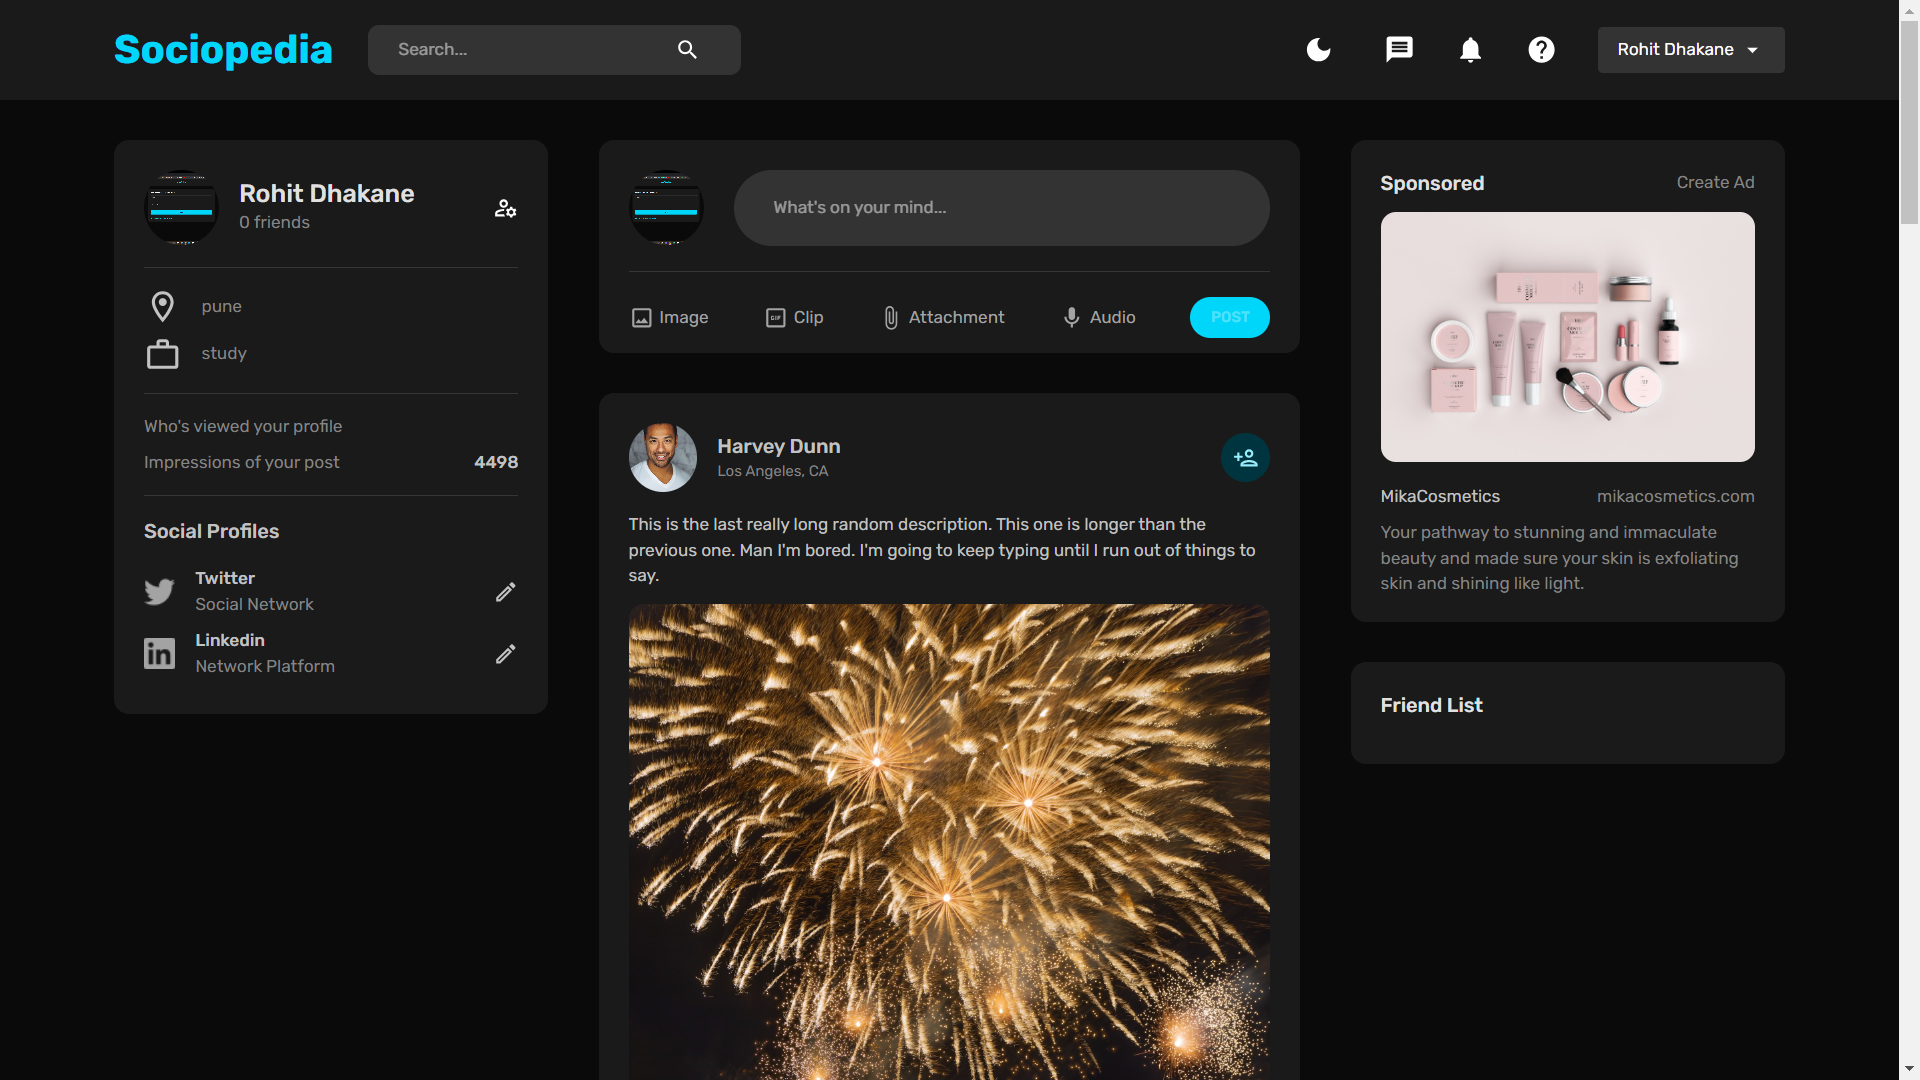 Sociopedia
Search...
Rohit Dhakane
Rohit Dhakane
0 friends
pune
study
Who's viewed your profile
Impressions of your post 4498
Social Profiles
Twitter
Social Network
Linkedin
Network Platform
What's on your mind...
Image
GIF
Clip
Attachment
Audio
POST
Harvey Dunn
Los Angeles, CA
This is the last really long random description. This one is longer than the
previous one. Man I'm bored. I'm going to keep typing until I run out of things to
say.
Sponsored
Create Ad
MikaCosmetics
mikacosmetics.com
Your pathway to stunning and immaculate
beauty and made sure your skin is exfoliating
skin and shining like light.
Friend List